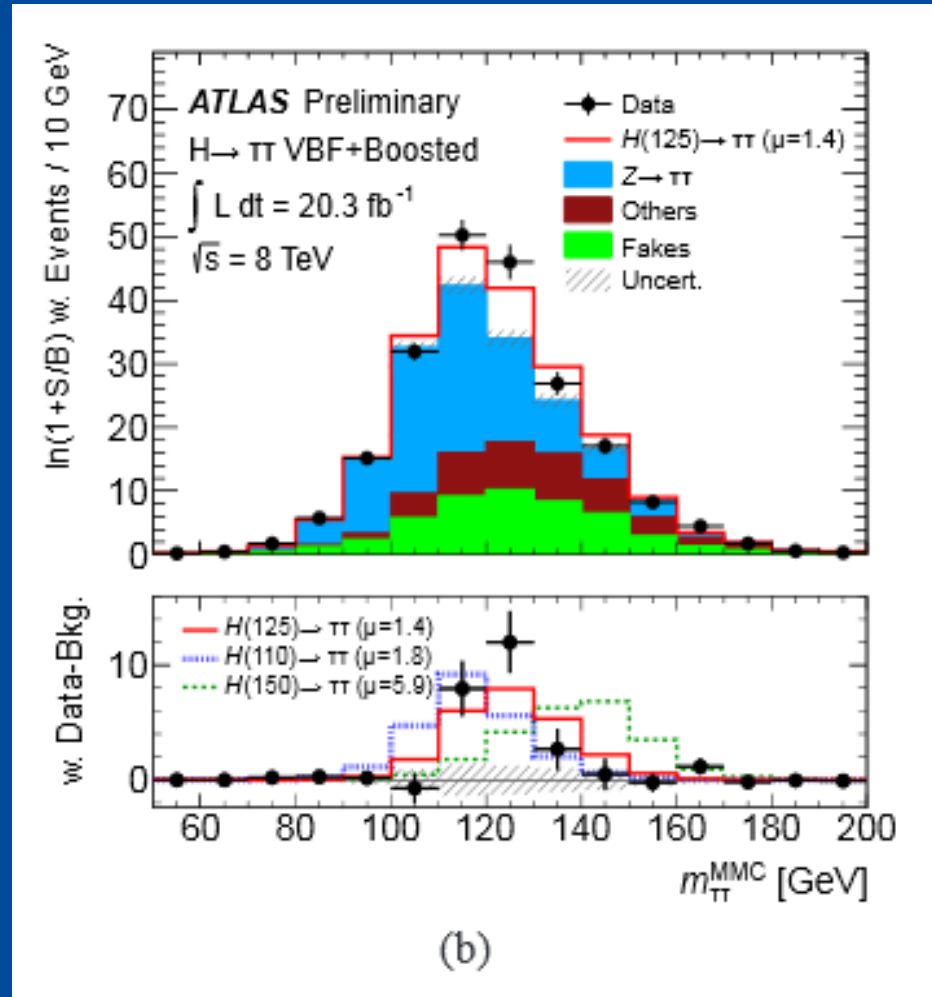 ln(1+S/B) w. Events / 10 GeV
70
60
50
40
30
20
10
0
ATLAS Preliminary
H→ ττ VBF+Boosted
∫ L dt = 20.3 fb⁻¹
√s = 8 TeV
Data
H(125)→ ττ (μ=1.4)
Z→ ττ
Others
Fakes
Uncert.
w. Data-Bkg.
10
0
H(125)→ ττ (μ=1.4)
H(110)→ ττ (μ=1.8)
H(150)→ ττ (μ=5.9)
60 80 100 120 140 160 180 200
m_ττ^MMC [GeV]
(b)